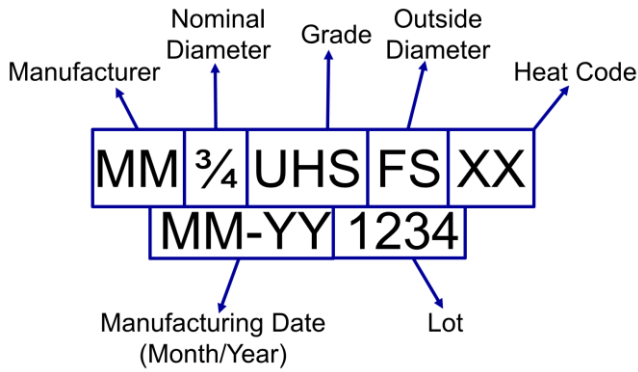 Nominal
Diameter
Grade
Outside
Diameter
Manufacturer
Heat Code
MM ¾ UHS FS XX
MM-YY 1234
Manufacturing Date
(Month/Year)
Lot